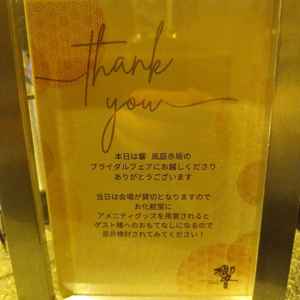 thank
you
本日は響 風庭赤坂の
ブライダルフェアにお越しくださり
ありがとうございます
当日は会場が貸切となりますので
お化粧室に
アメニティグッズを用意されると
ゲスト様へのおもてなしになるので
是非検討されてみてください！
響